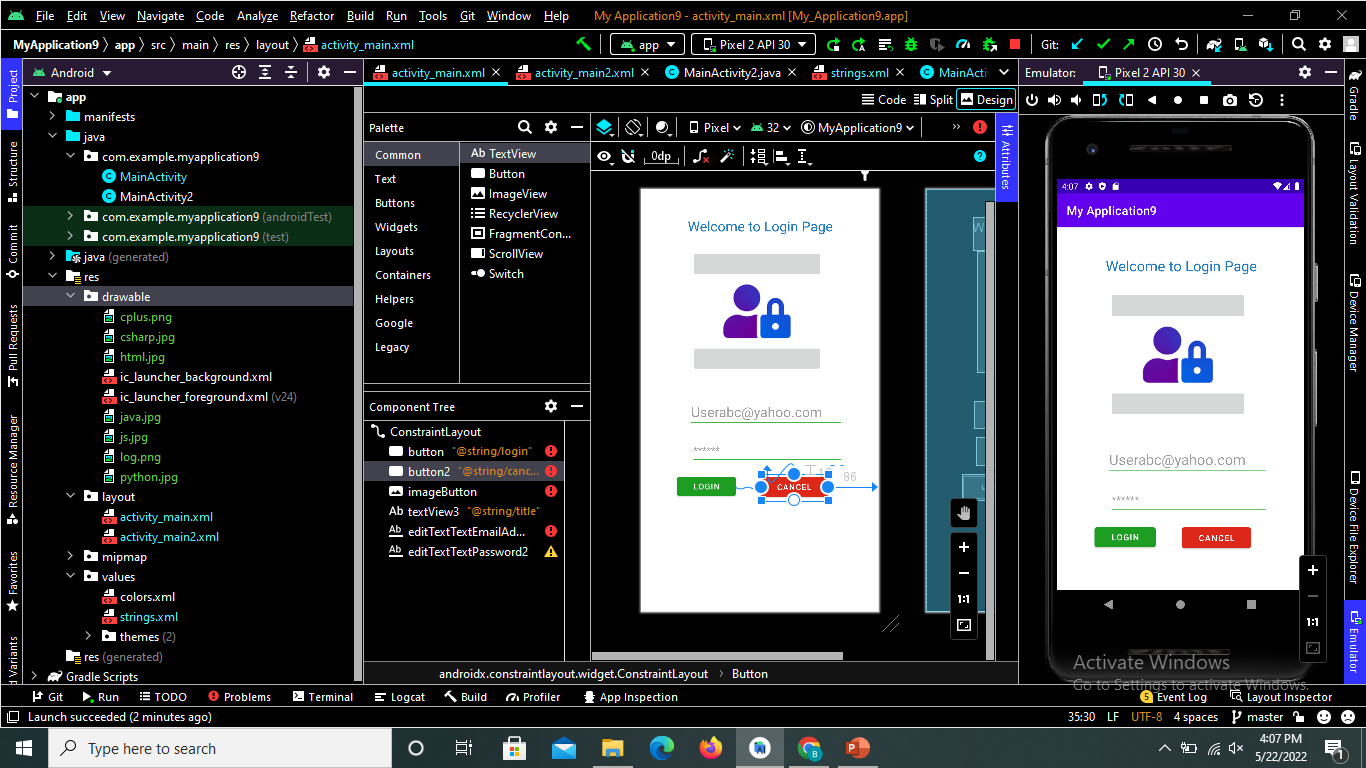 File Edit View Navigate Code Analyze Refactor Build Run Tools Git Window Help My Application9 - activity_main.xml [My_Application9.app]
MyApplication9 app src main res layout activity_main.xml app Pixel 2 API 30 Git:
Android activity_main.xml activity_main2.xml MainActivity2.java strings.xml MainActi Emulator: Pixel 2 API 30
Code Split Design
Palette Pixel 32 MyApplication9
0dp
Project
Structure
Commit
Pull Requests
Resource Manager
Favorites
Variants
app
manifests
java
com.example.myapplication9
MainActivity
MainActivity2
com.example.myapplication9 (androidTest)
com.example.myapplication9 (test)
java (generated)
res
drawable
cplus.png
csharp.jpg
html.jpg
ic_launcher_background.xml
ic_launcher_foreground.xml (v24)
java.jpg
js.jpg
log.png
python.jpg
layout
activity_main.xml
activity_main2.xml
mipmap
values
colors.xml
strings.xml
themes (2)
res (generated)
Gradle Scripts
Common
Text
Buttons
Widgets
Layouts
Containers
Helpers
Google
Legacy
Ab TextView
Button
ImageView
RecyclerView
FragmentCon...
ScrollView
Switch
Component Tree
ConstraintLayout
button "@string/login"
button2 "@string/canc...
imageButton
Ab textView3 "@string/title"
Ab editTextTextEmailAd...
Ab editTextTextPassword2
Welcome to Login Page
Userabc@yahoo.com
******
86
LOGIN CANCEL
W
L
1:1
Attributes
4:07
My Application9
Welcome to Login Page
Userabc@yahoo.com
******
LOGIN CANCEL
1:1
Gradle
Layout Validation
Device Manager
Device File Explorer
Emulator
androidx.constraintlayout.widget.ConstraintLayout Button
Activate Windows
Go to Settings to activate Windows.
Git Run TODO Problems Terminal Logcat Build Profiler App Inspection 5 Event Log Layout Inspector
Launch succeeded (2 minutes ago) 35:30 LF UTF-8 4 spaces master
Type here to search 4:07 PM
5/22/2022
1